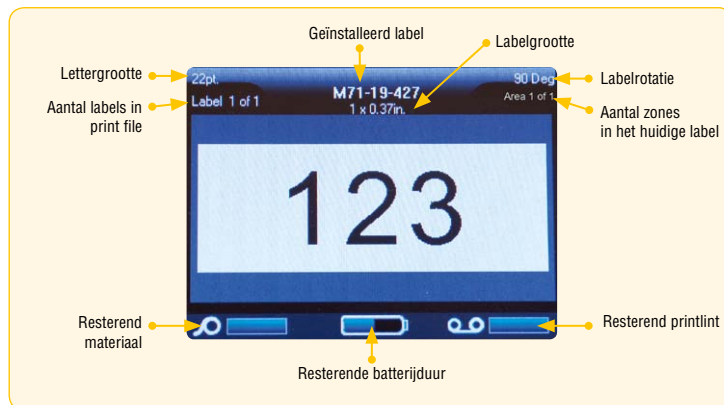 Geïnstalleerd label
Labelgrootte
Lettergrootte
22pt.
90 Deg
Labelrotatie
M71-19-427
Aantal labels in
print file
Label 1 of 1
1 x 0.37in.
Area 1 of 1
Aantal zones
in het huidige label
123
Resterend
materiaal
Resterend printlint
Resterende batterijduur